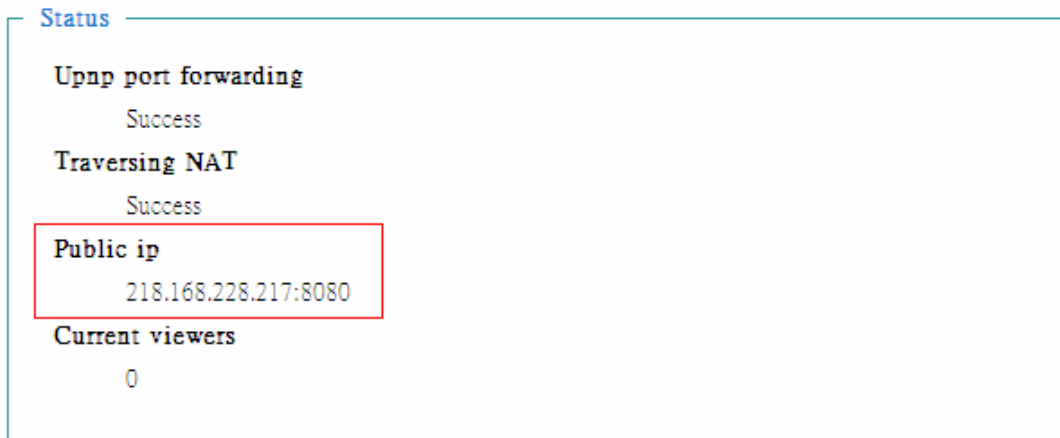 Status
Upnp port forwarding
Success
Traversing NAT
Success
Public ip
218.168.228.217:8080
Current viewers
0